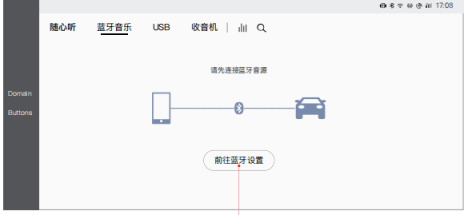 17:08
随心听 蓝牙音乐 USB 收音机
请先连接蓝牙音源
Domain
Buttons
前往蓝牙设置